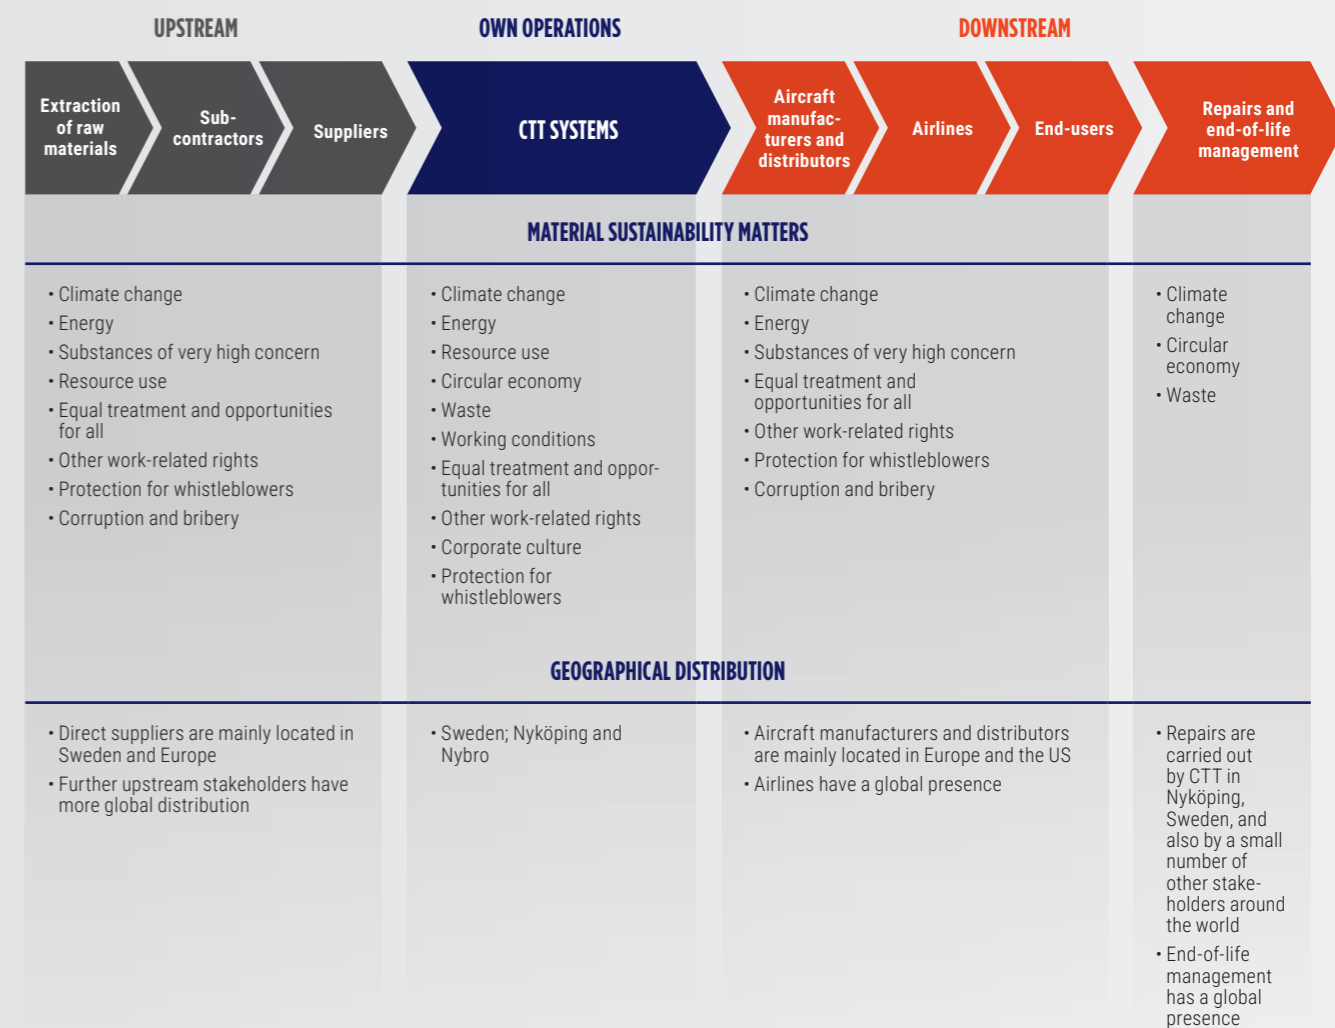 UPSTREAM
OWN OPERATIONS
DOWNSTREAM
Extraction
of raw
materials
Sub-
contractors
Suppliers
CTT SYSTEMS
Aircraft
manufac-
turers and
distributors
Airlines
End-users
Repairs and
end-of-life
management
MATERIAL SUSTAINABILITY MATTERS
• Climate change
• Energy
• Substances of very high concern
• Resource use
• Equal treatment and opportunities
for all
• Other work-related rights
• Protection for whistleblowers
• Corruption and bribery
• Climate change
• Energy
• Resource use
• Circular economy
• Waste
• Working conditions
• Equal treatment and oppor-
tunities for all
• Other work-related rights
• Corporate culture
• Protection for
whistleblowers
• Climate change
• Energy
• Substances of very high concern
• Equal treatment and
opportunities for all
• Other work-related rights
• Protection for whistleblowers
• Corruption and bribery
• Climate
change
• Circular
economy
• Waste
GEOGRAPHICAL DISTRIBUTION
• Direct suppliers are mainly located in
Sweden and Europe
• Further upstream stakeholders have
more global distribution
• Sweden; Nyköping and
Nybro
• Aircraft manufacturers and distributors
are mainly located in Europe and the US
• Airlines have a global presence
• Repairs are
carried out
by CTT in
Nyköping,
Sweden, and
also by a small
number of
other stake-
holders around
the world
• End-of-life
management
has a global
presence